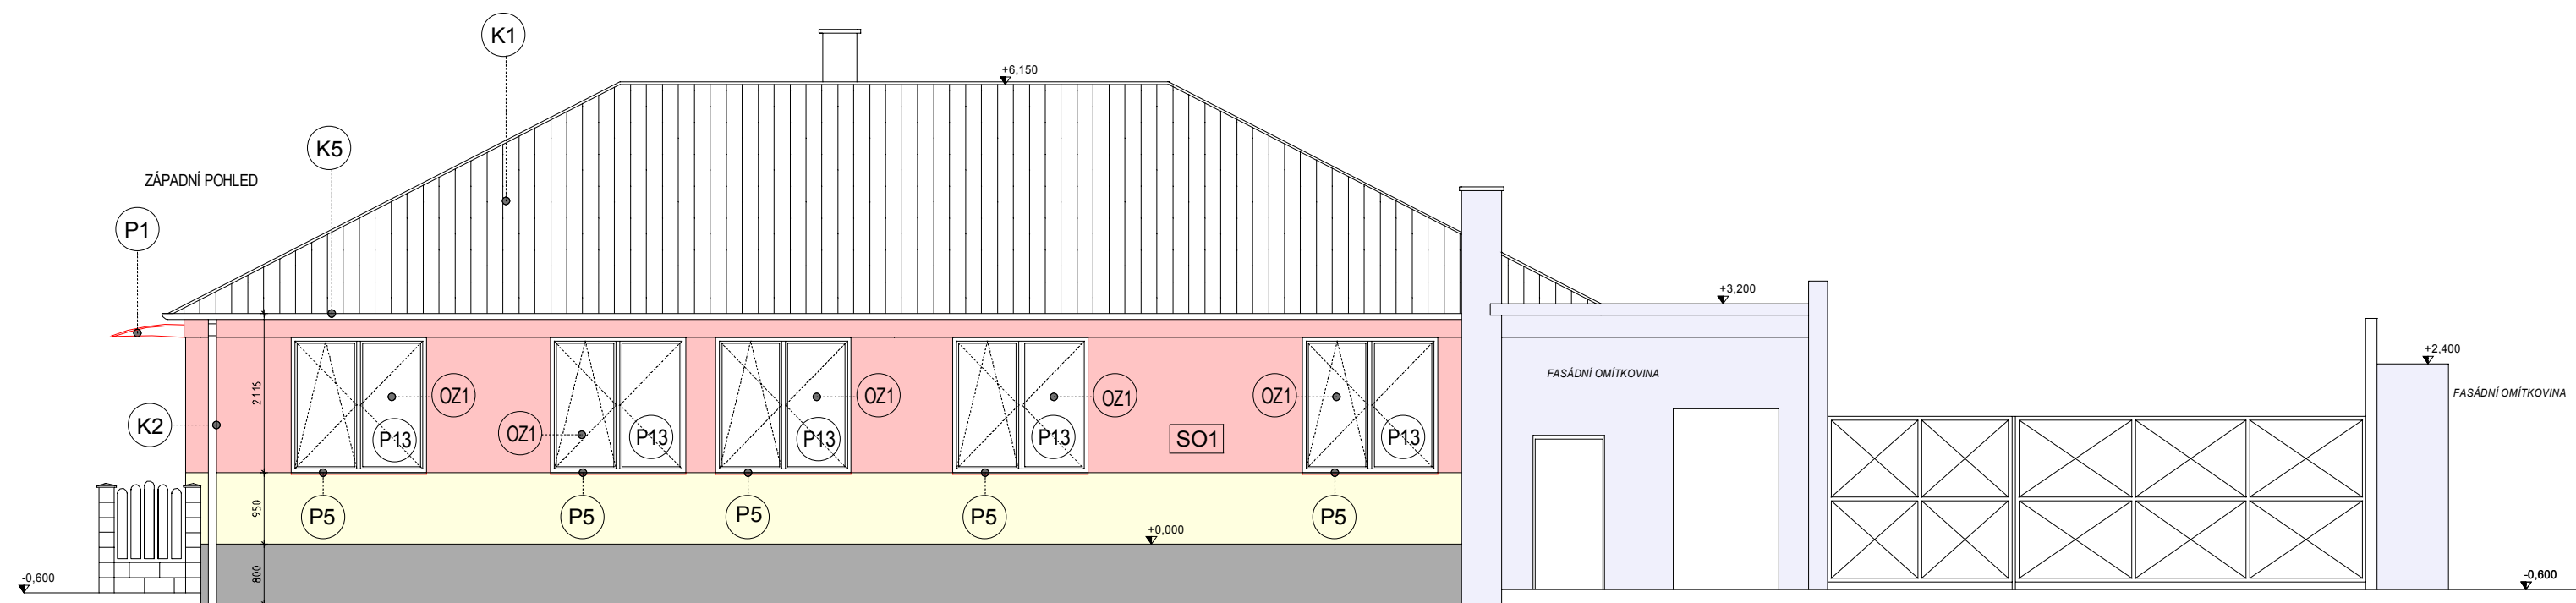 K1
+6,150
K5
ZÁPADNÍ POHLED
P1
+3,200
+2,400
FASÁDNÍ OMÍTKOVINA
FASÁDNÍ OMÍTKOVINA
2116
OZ1
OZ1
OZ1
OZ1
OZ1
K2
P13
P13
P13
P13
P13
SO1
950
P5
P5
P5
P5
P5
+0,000
800
-0,600
-0,600